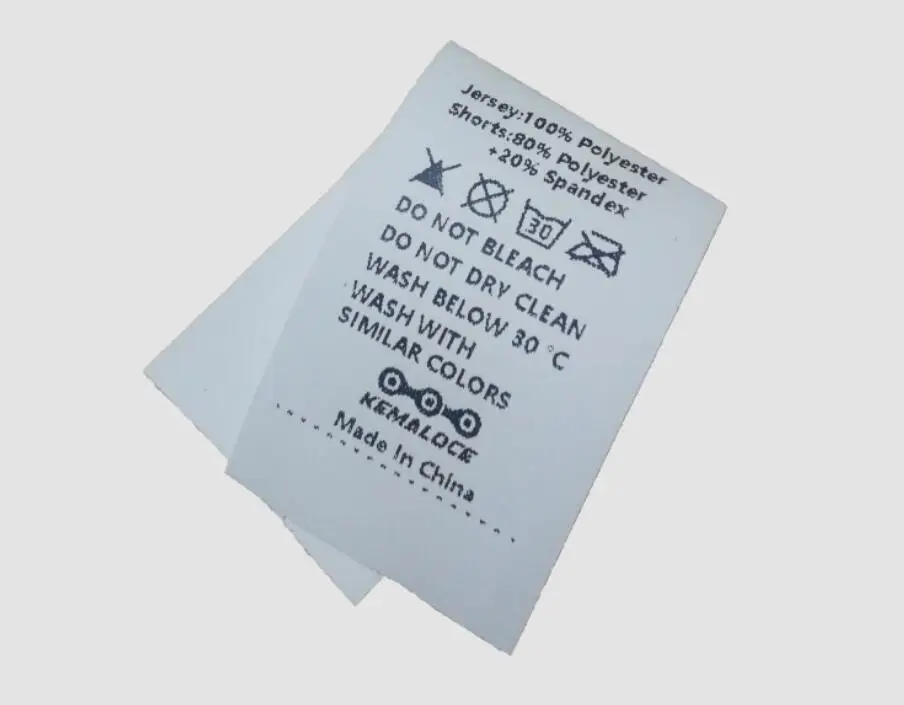 Jersey:100% Polyester
Shorts:80% Polyester
+20% Spandex
30
DO NOT BLEACH
DO NOT DRY CLEAN
WASH BELOW 30 °C
WASH WITH
SIMILAR COLORS
KEMALOCE
Made In China